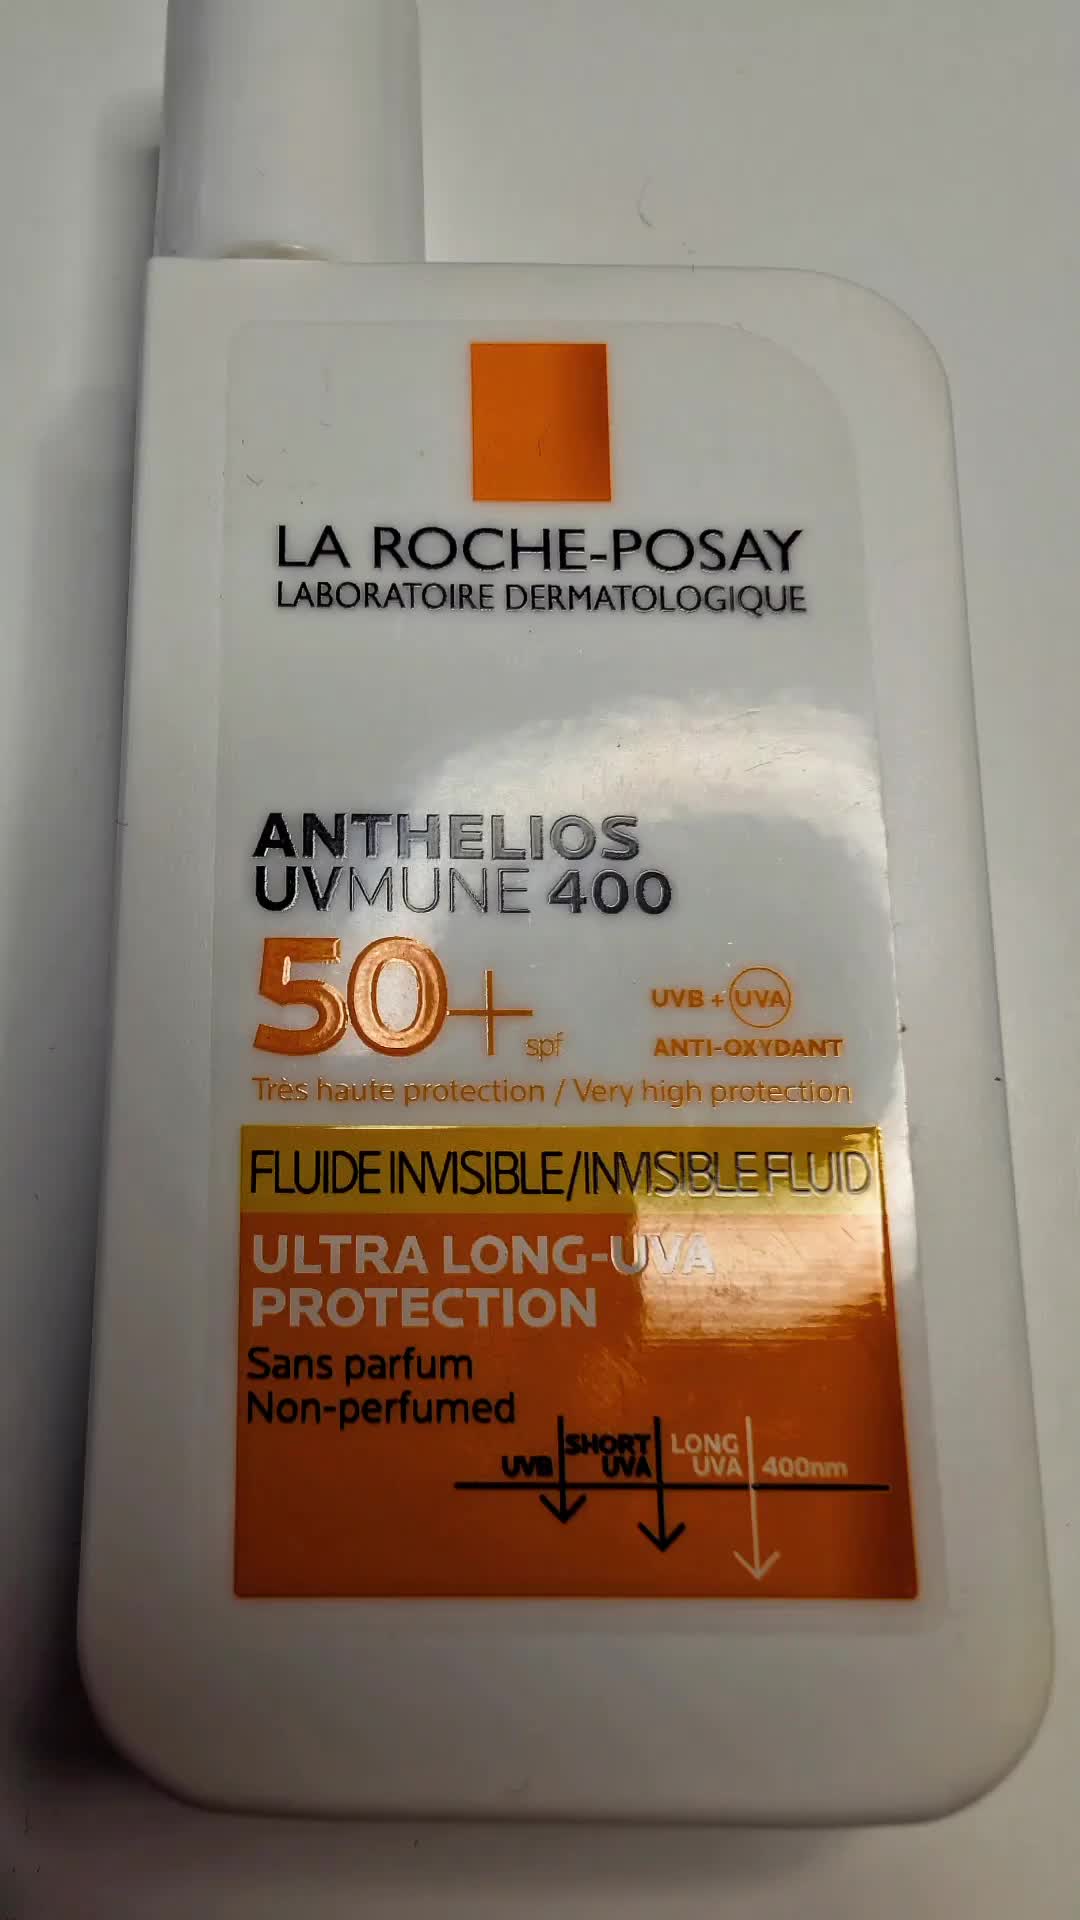 LA ROCHE-POSAY
LABORATOIRE DERMATOLOGIQUE
ANTHELIOS
UVMUNE 400
50+ spf
UVB + UVA
ANTI-OXYDANT
Très haute protection / Very high protection
FLUIDE INVISIBLE/INVISIBLE FLUID
ULTRA LONG-UVA
PROTECTION
Sans parfum
Non-perfumed
UVB
SHORT
UVA
LONG
UVA
400nm